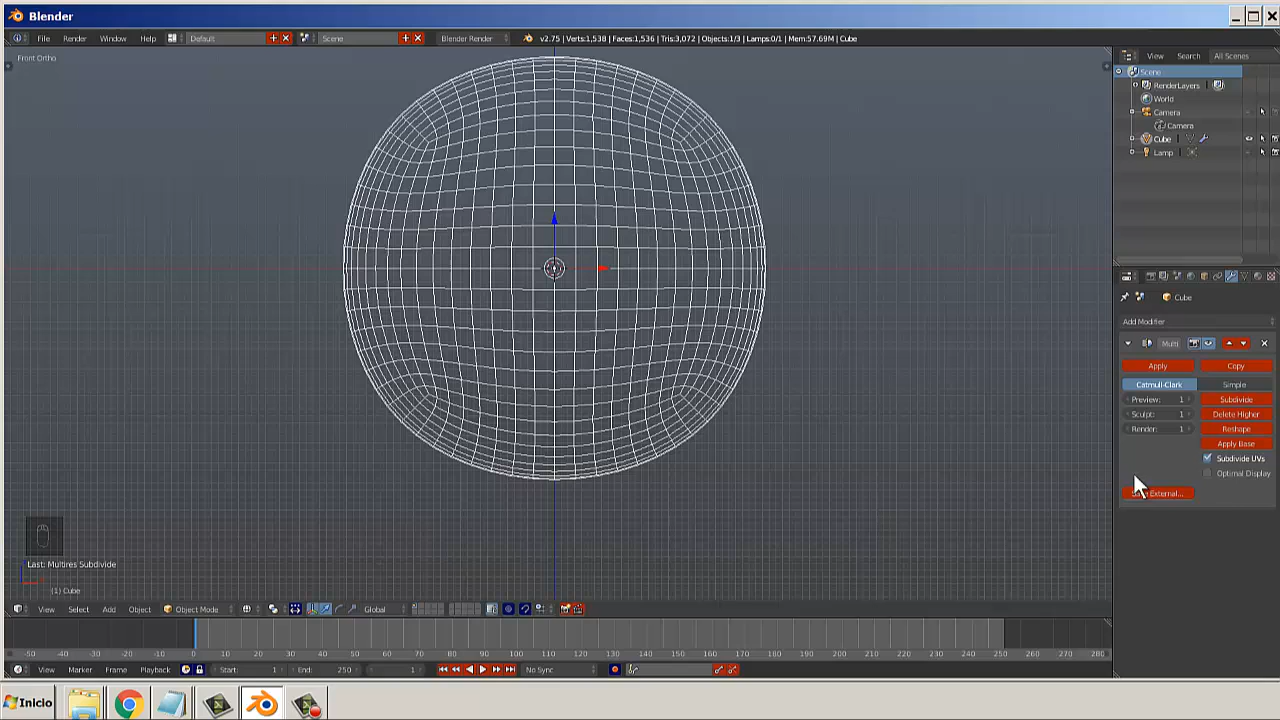 Blender
File Render Window Help Default Scene Blender Render v2.75 | Verts:1,538 | Faces:1,536 | Tris:3,072 | Objects:1/3 | Lamps:0/1 | Mem:57.69M | Cube
View Search All Scenes
Front Ortho
Scene
RenderLayers
World
Camera
Camera
Cube
Lamp
Cube
Add Modifier
Multi
Apply Copy
Catmull-Clark Simple
Preview: 1 Subdivide
Sculpt: 1 Delete Higher
Render: 1 Reshape
Apply Base
Subdivide UVs
Optimal Display
External...
Last: Multires Subdivide
(1) Cube
View Select Add Object Object Mode Global
-50 -40 -30 -20 -10 0 10 20 30 40 50 60 70 80 90 100 110 120 130 140 150 160 170 180 190 200 210 220 230 240 250 260 270 280
View Marker Frame Playback Start: 1 End: 250 1 No Sync
Inicio